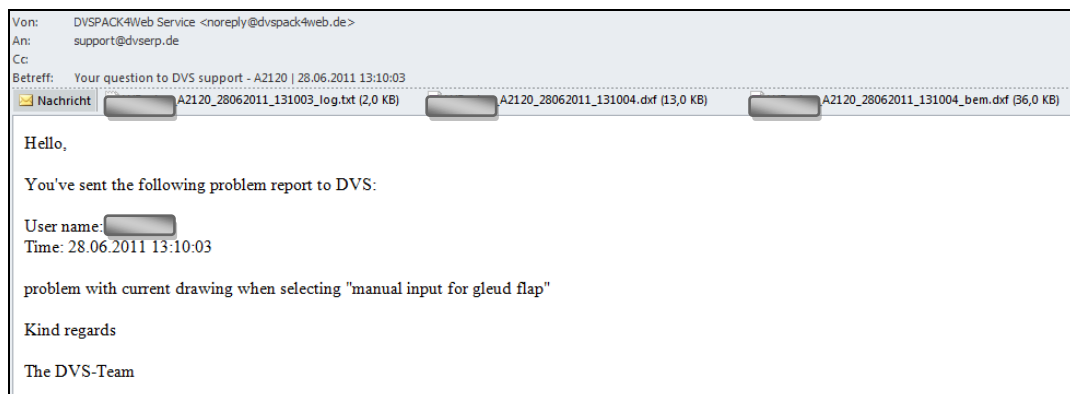 Von: DVSPACK4Web Service <noreply@dvspack4web.de>
An: support@dvserp.de
Cc:
Betreff: Your question to DVS support - A2120 | 28.06.2011 13:10:03
Nachricht _A2120_28062011_131003_log.txt (2,0 KB) _A2120_28062011_131004.dxf (13,0 KB) _A2120_28062011_131004_bem.dxf (36,0 KB)
Hello,
You've sent the following problem report to DVS:
User name:
Time: 28.06.2011 13:10:03
problem with current drawing when selecting "manual input for gleud flap"
Kind regards
The DVS-Team